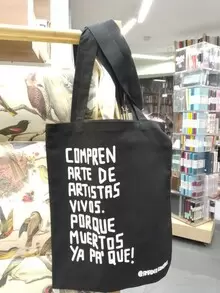 COMPREN
ARTE DE
ARTISTAS
VIVOS.
PORQUE
MUERTOS
YA PA' QUE!